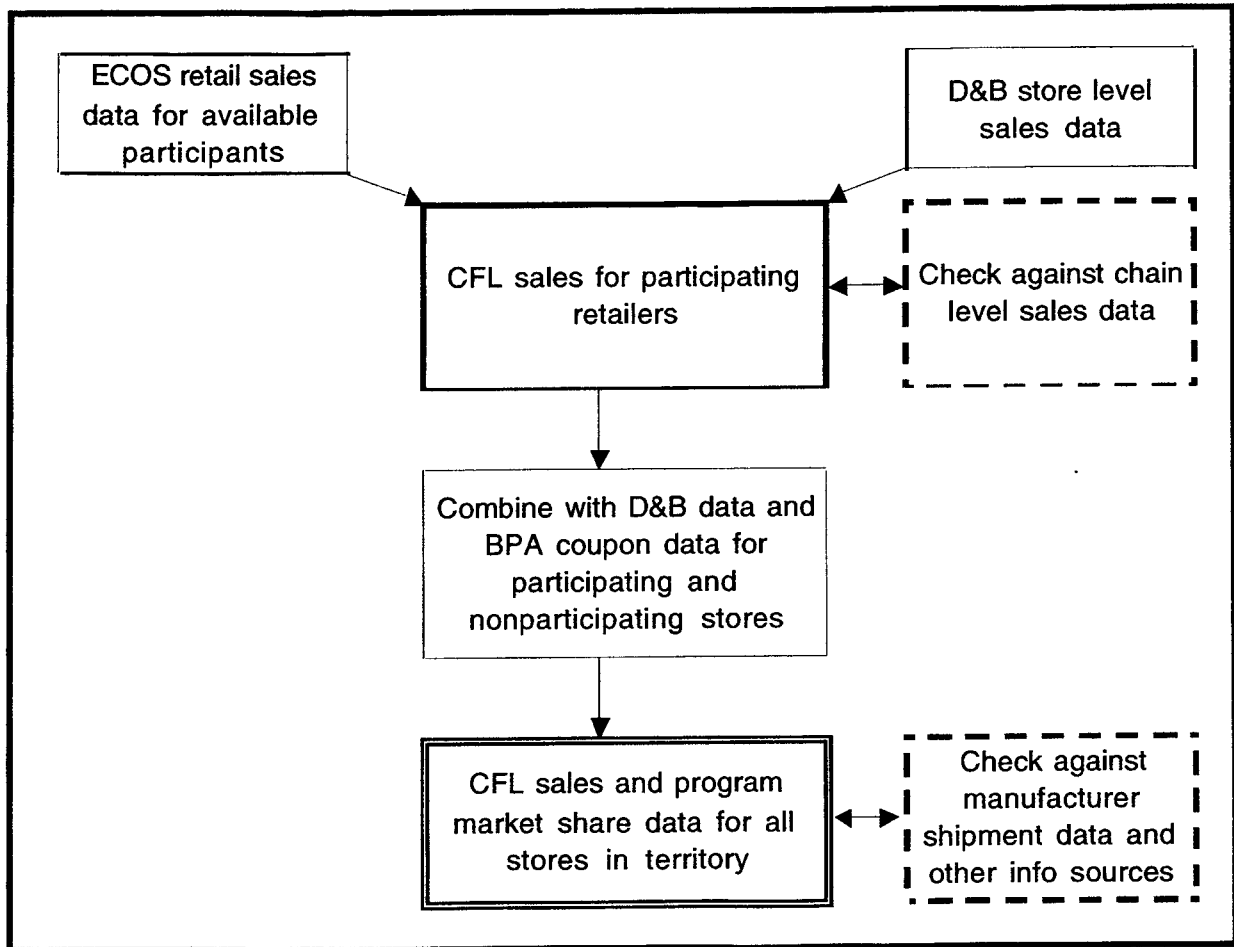 ECOS retail sales
data for available
participants
D&B store level
sales data
CFL sales for participating
retailers
Check against chain
level sales data
Combine with D&B data and
BPA coupon data for
participating and
nonparticipating stores
CFL sales and program
market share data for all
stores in territory
Check against
manufacturer
shipment data and
other info sources